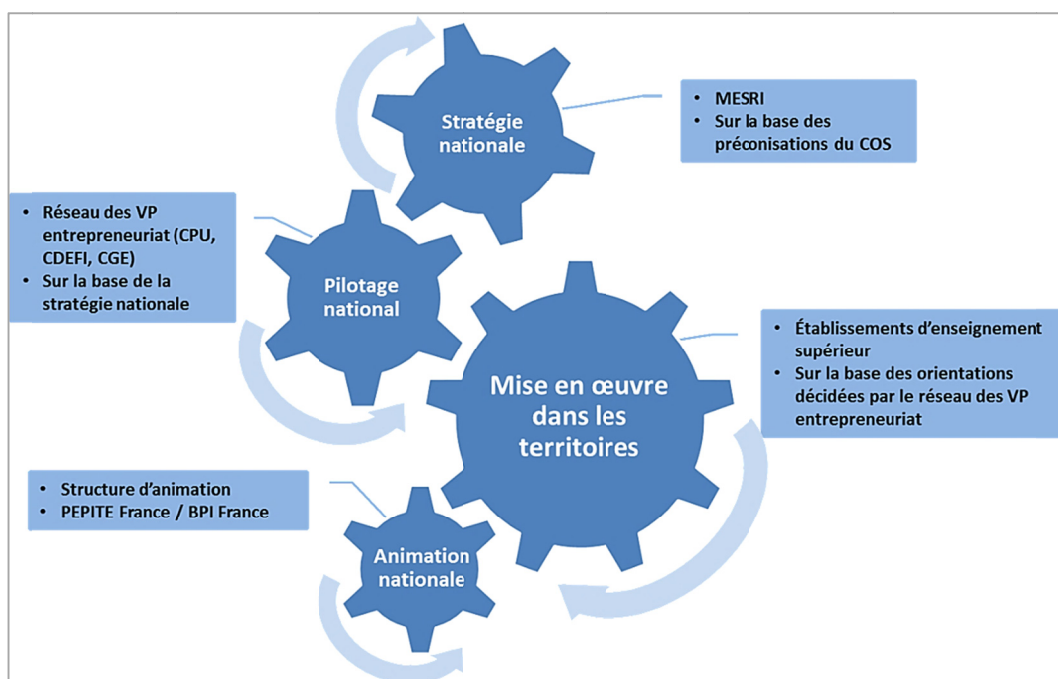 Stratégie
nationale
• MESRI
• Sur la base des
préconisations du COS
• Réseau des VP
entrepreneuriat (CPU,
CDEFI, CGE)
• Sur la base de la
stratégie nationale
Pilotage
national
Mise en œuvre
dans les
territoires
• Établissements d’enseignement
supérieur
• Sur la base des orientations
décidées par le réseau des VP
entrepreneuriat
• Structure d’animation
• PEPITE France / BPI France
Animation
nationale